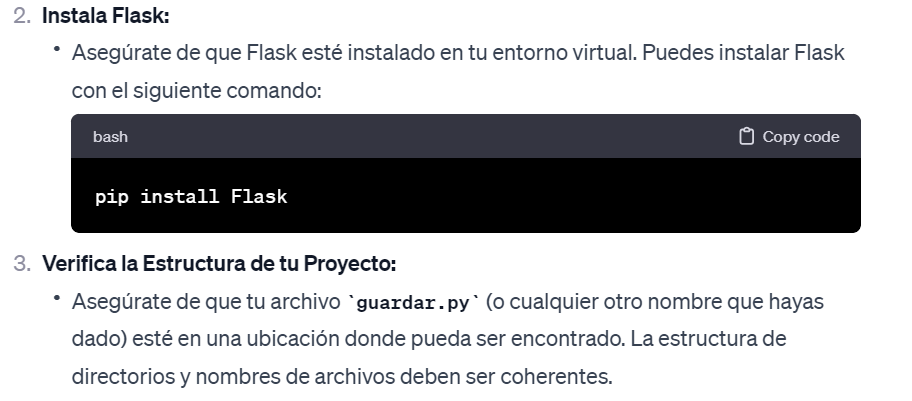 2. Instala Flask:
• Asegúrate de que Flask esté instalado en tu entorno virtual. Puedes instalar Flask
con el siguiente comando:
bash Copy code
pip install Flask
3. Verifica la Estructura de tu Proyecto:
• Asegúrate de que tu archivo `guardar.py` (o cualquier otro nombre que hayas
dado) esté en una ubicación donde pueda ser encontrado. La estructura de
directorios y nombres de archivos deben ser coherentes.